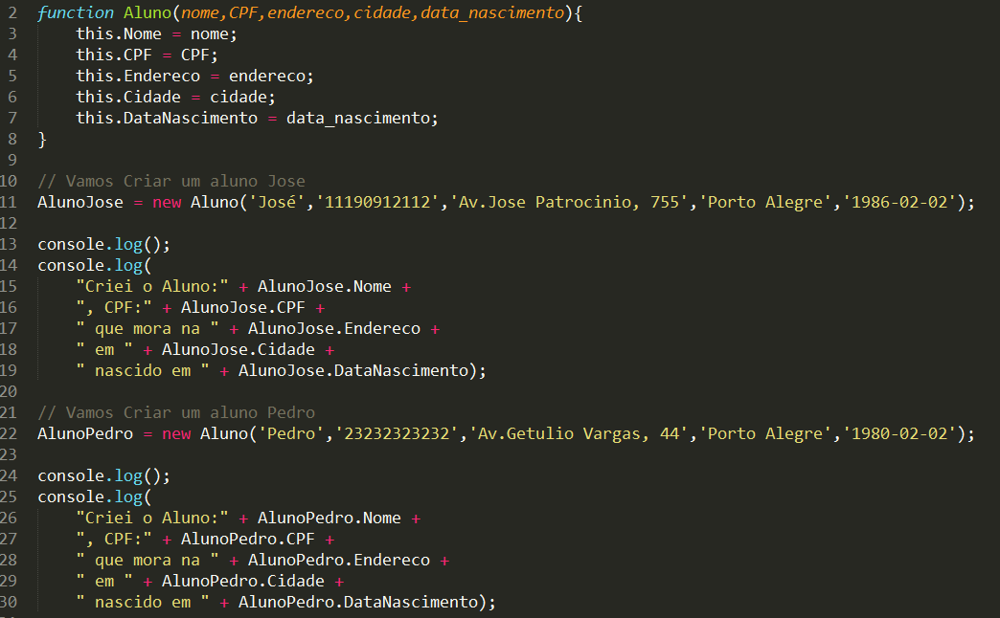 2 function Aluno(nome,CPF,endereco,cidade,data_nascimento){
3     this.Nome = nome;
4     this.CPF = CPF;
5     this.Endereco = endereco;
6     this.Cidade = cidade;
7     this.DataNascimento = data_nascimento;
8 }
9
10 // Vamos Criar um aluno Jose
11 AlunoJose = new Aluno('José','11190912112','Av.Jose Patrocinio, 755','Porto Alegre','1986-02-02');
12
13 console.log();
14 console.log(
15     "Criei o Aluno:" + AlunoJose.Nome +
16     ", CPF:" + AlunoJose.CPF +
17     " que mora na " + AlunoJose.Endereco +
18     " em " + AlunoJose.Cidade +
19     " nascido em " + AlunoJose.DataNascimento);
20
21 // Vamos Criar um aluno Pedro
22 AlunoPedro = new Aluno('Pedro','23232323232','Av.Getulio Vargas, 44','Porto Alegre','1980-02-02');
23
24 console.log();
25 console.log(
26     "Criei o Aluno:" + AlunoPedro.Nome +
27     ", CPF:" + AlunoPedro.CPF +
28     " que mora na " + AlunoPedro.Endereco +
29     " em " + AlunoPedro.Cidade +
30     " nascido em " + AlunoPedro.DataNascimento);